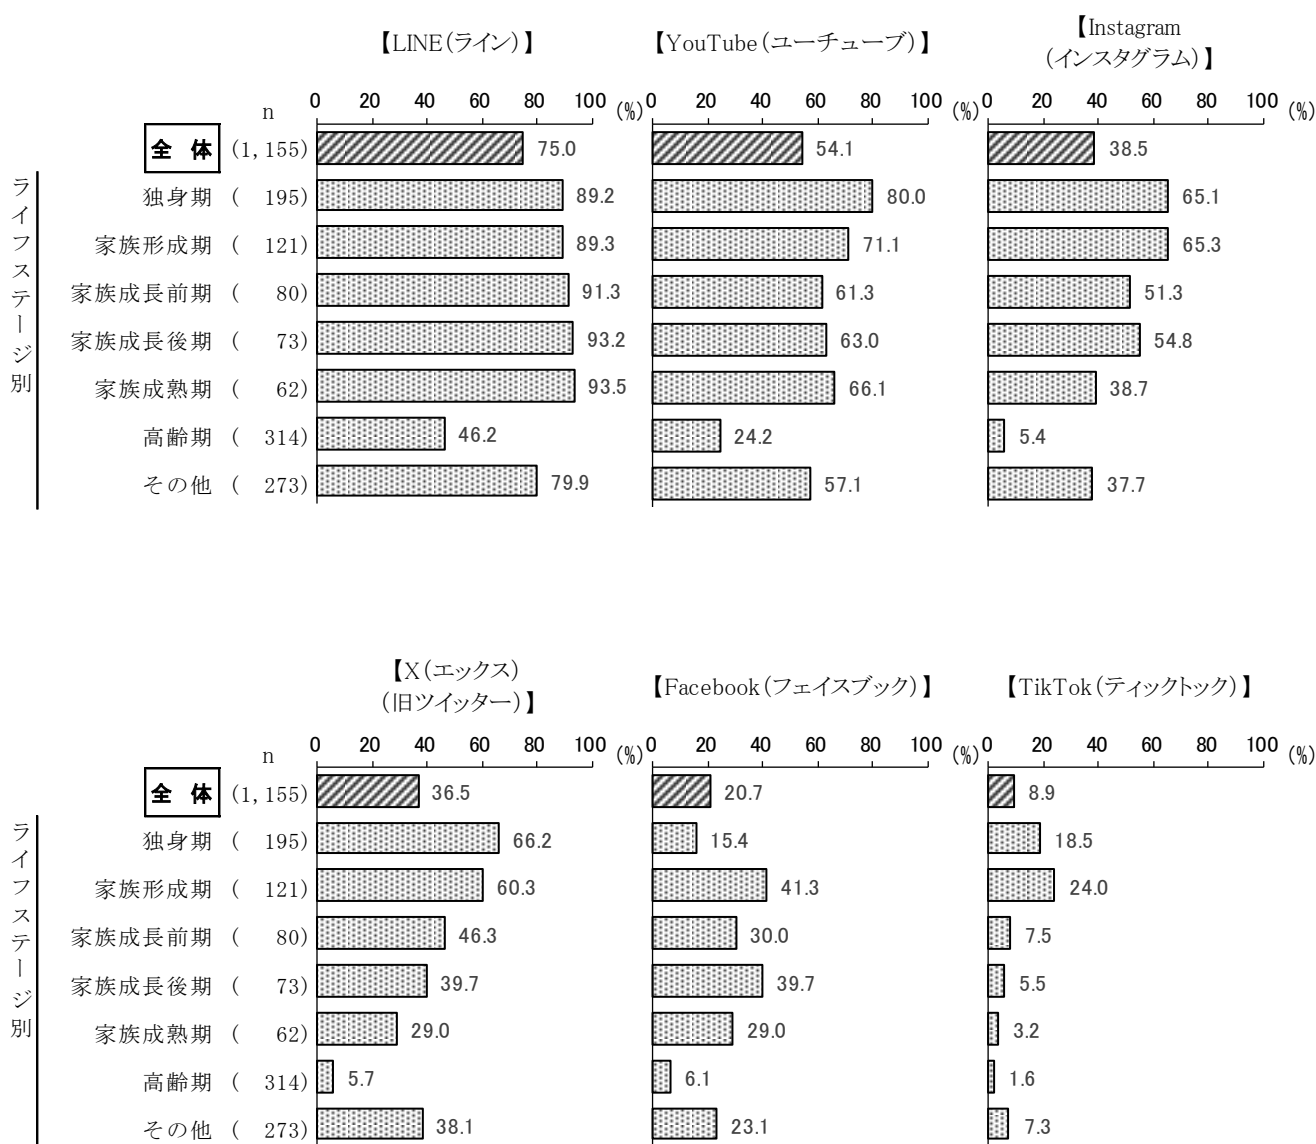 【LINE(ライン)】 【YouTube(ユーチューブ)】 【Instagram
(インスタグラム)】
n 0 20 40 60 80 100 (%) 0 20 40 60 80 100 (%) 0 20 40 60 80 100 (%)
全 体 (1,155) 75.0 54.1 38.5
ライフステージ別
独身期 ( 195) 89.2 80.0 65.1
家族形成期 ( 121) 89.3 71.1 65.3
家族成長前期 ( 80) 91.3 61.3 51.3
家族成長後期 ( 73) 93.2 63.0 54.8
家族成熟期 ( 62) 93.5 66.1 38.7
高齢期 ( 314) 46.2 24.2 5.4
その他 ( 273) 79.9 57.1 37.7
【X(エックス)
(旧ツイッター)】 【Facebook(フェイスブック)】 【TikTok(ティックトック)】
n 0 20 40 60 80 100 (%) 0 20 40 60 80 100 (%) 0 20 40 60 80 100 (%)
全 体 (1,155) 36.5 20.7 8.9
ライフステージ別
独身期 ( 195) 66.2 15.4 18.5
家族形成期 ( 121) 60.3 41.3 24.0
家族成長前期 ( 80) 46.3 30.0 7.5
家族成長後期 ( 73) 39.7 39.7 5.5
家族成熟期 ( 62) 29.0 29.0 3.2
高齢期 ( 314) 5.7 6.1 1.6
その他 ( 273) 38.1 23.1 7.3